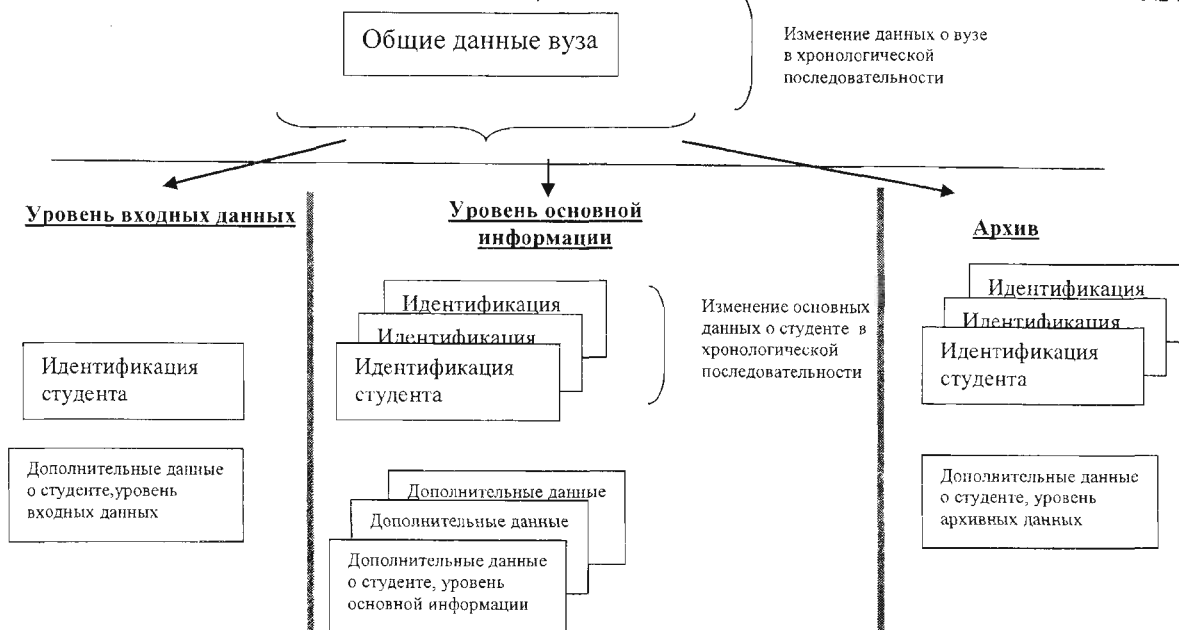 Общие данные вуза
Изменение данных о вузе
в хронологической
последовательности
Уровень входных данных
Уровень основной
информации
Архив
Идентификация
студента
Дополнительные данные
о студенте,уровень
входных данных
Идентификация
Идентификация
Идентификация
студента
Изменение основных
данных о студенте в
хронологической
последовательности
Дополнительные данные
Дополнительные данные
Дополнительные данные
о студенте, уровень
основной информации
Идентификация
Идентификация
Идентификация
студента
Дополнительные данные
о студенте, уровень
архивных данных